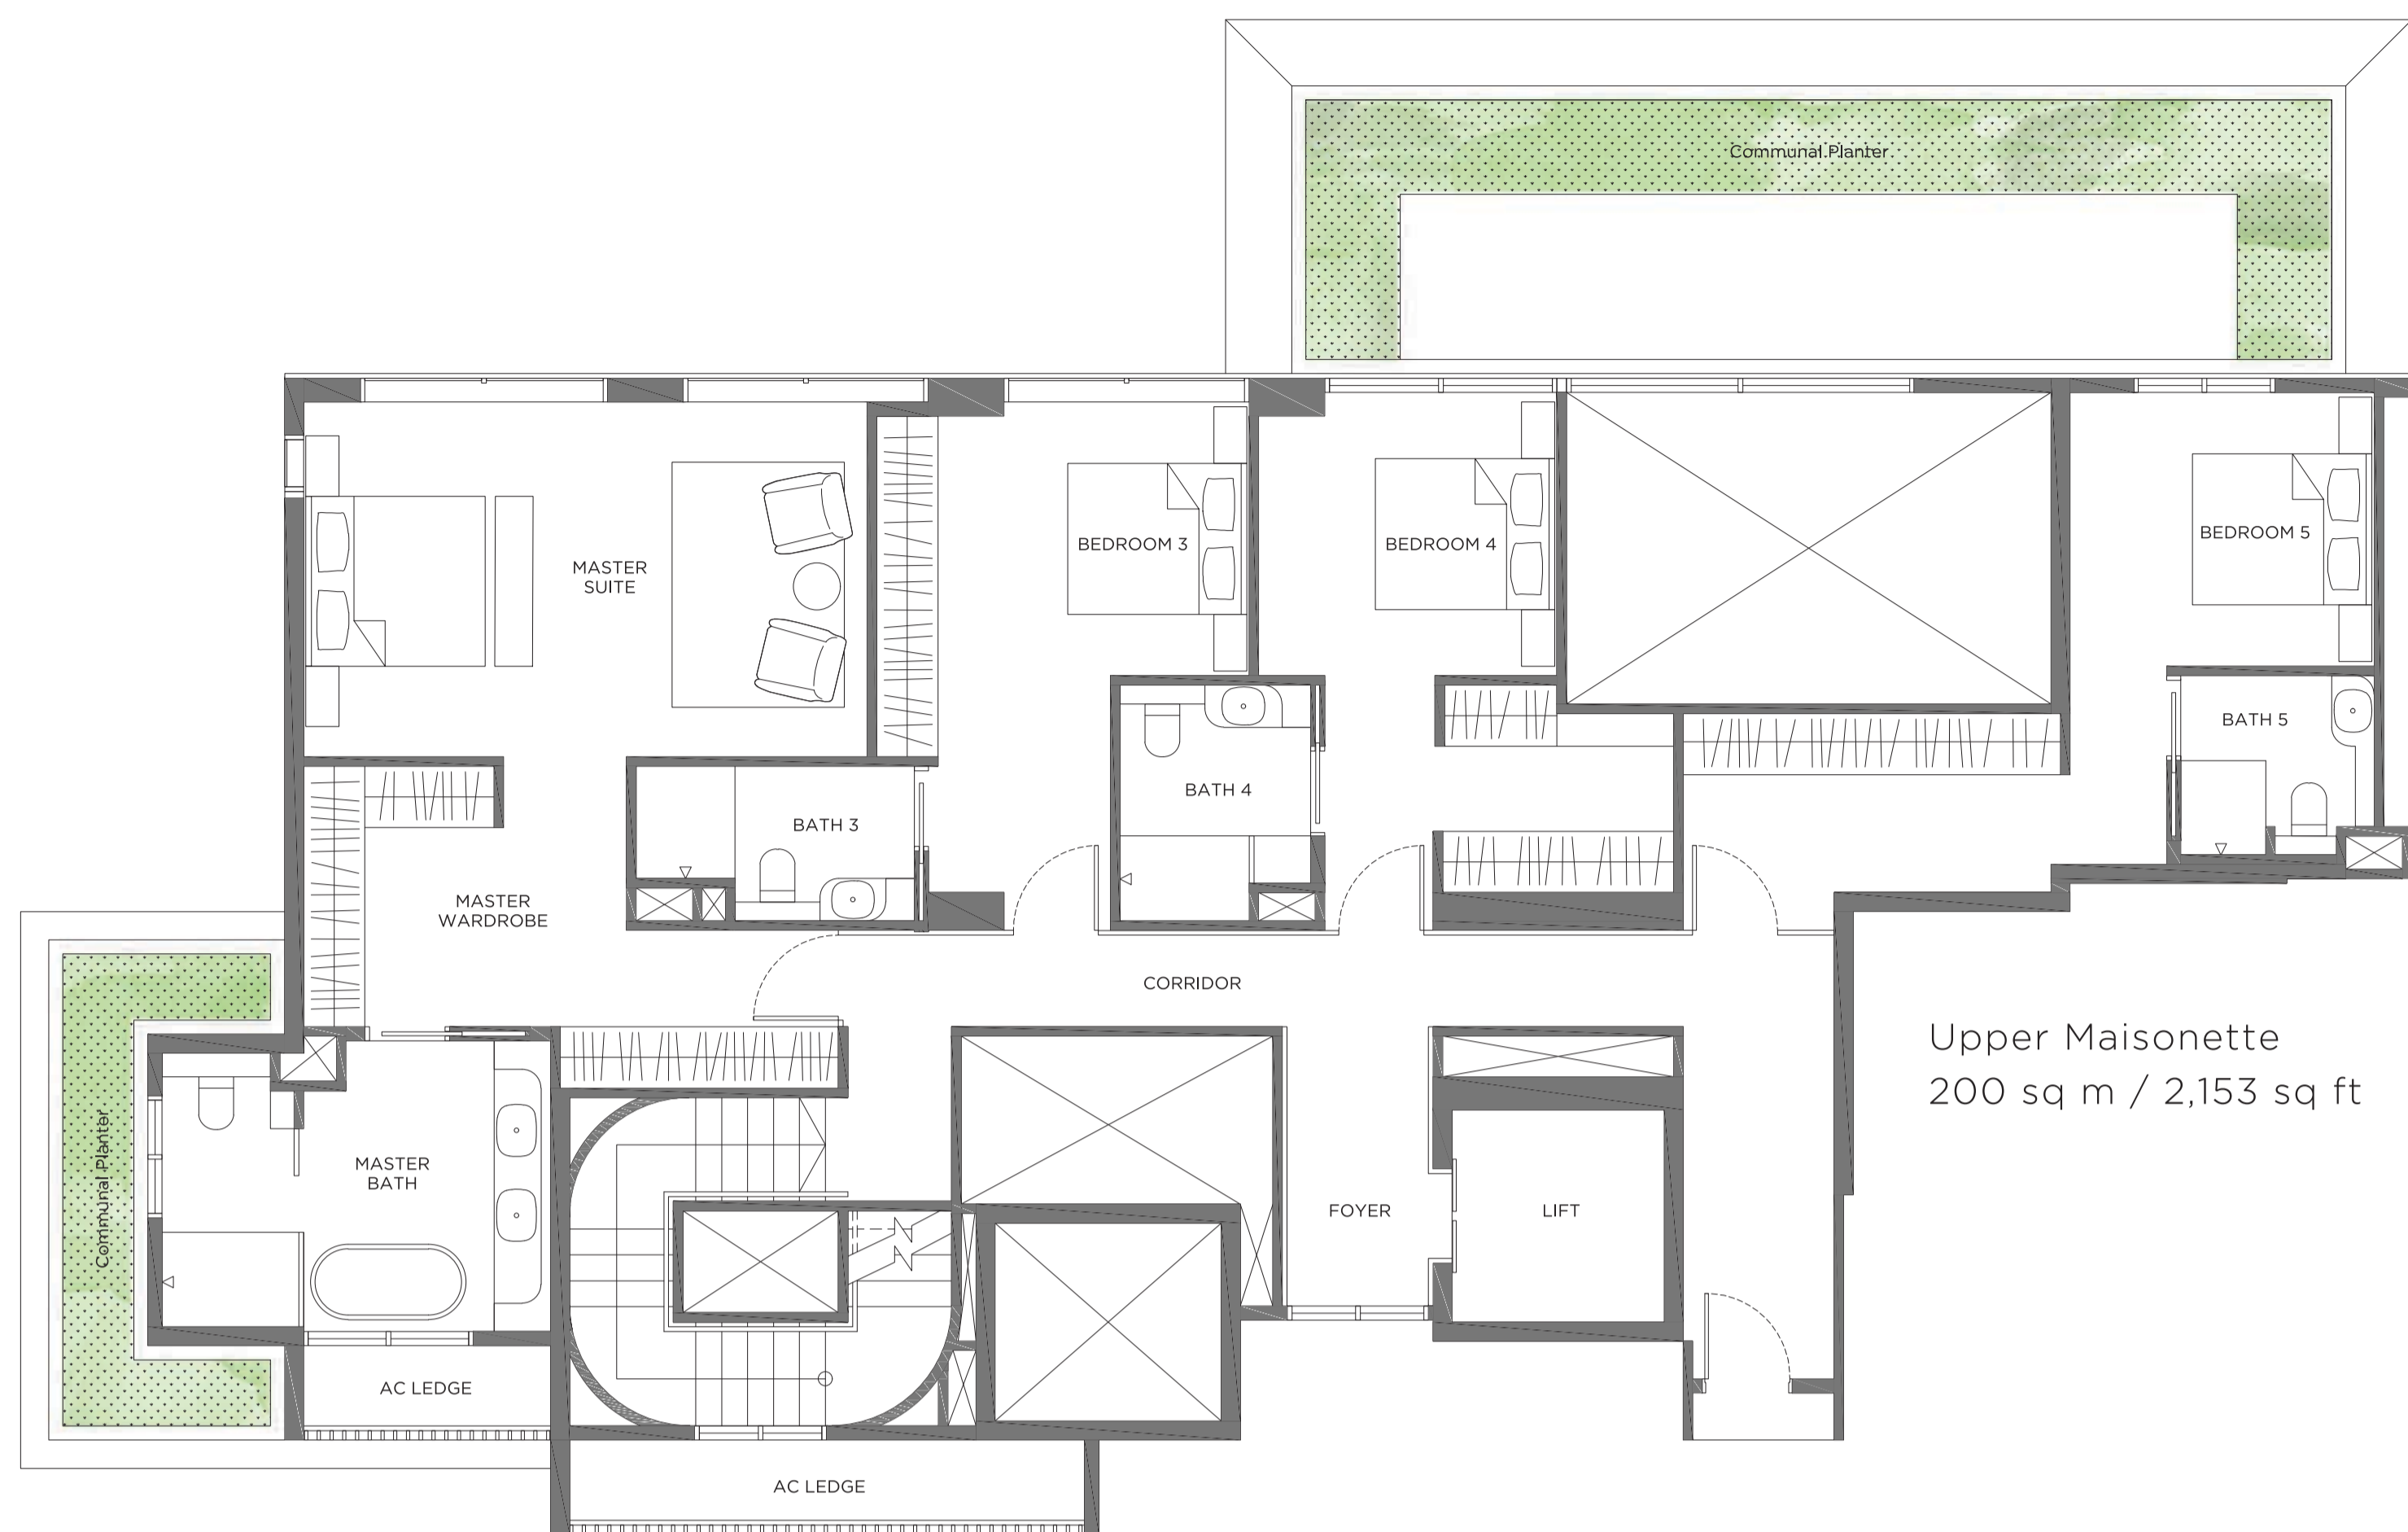 Communal Planter
BEDROOM 5
BEDROOM 3
BEDROOM 4
MASTER
SUITE
BATH 5
BATH 4
BATH 3
MASTER
WARDROBE
CORRIDOR
Upper Maisonette
200 sq m / 2,153 sq ft
Communal Planter
MASTER
BATH
FOYER
LIFT
AC LEDGE
AC LEDGE